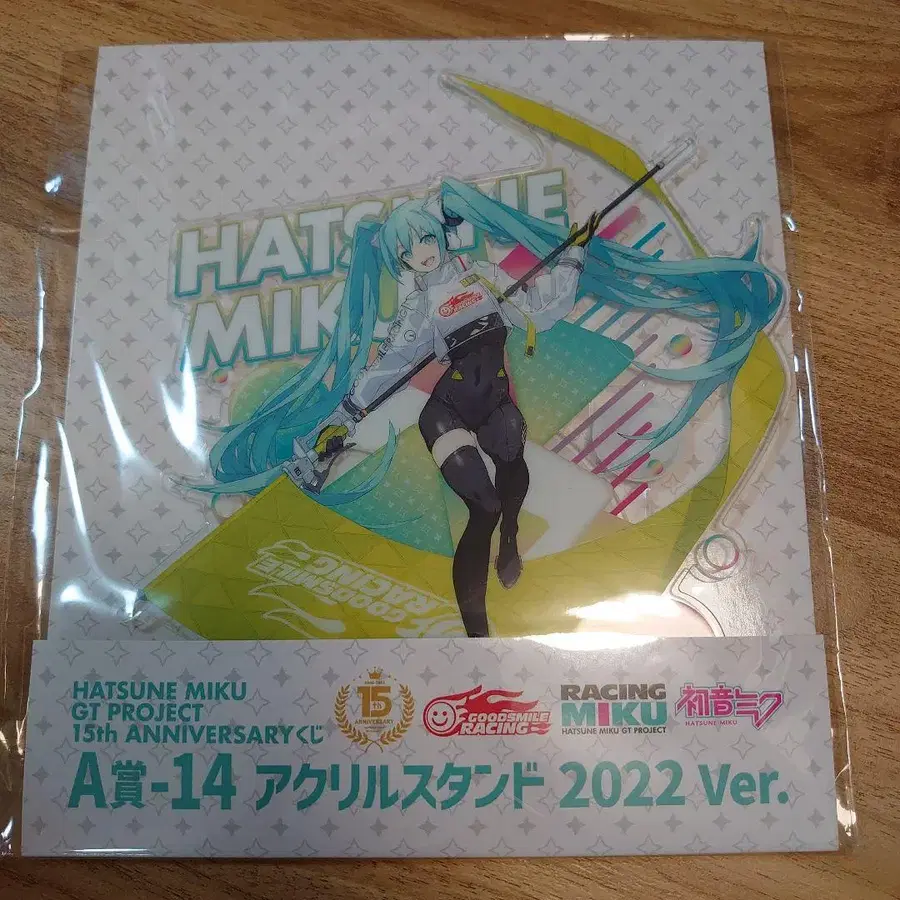 HATSUNE
MIKU
GOODSMILE
RACING
HATSUNE MIKU
GT PROJECT
15th ANNIVERSARYくじ
15th
ANNIVERSARY
GOODSMILE
RACING
RACING
MIKU
HATSUNE MIKU GT PROJECT
初音ミク
HATSUNE MIKU
A賞-14 アクリルスタンド 2022 Ver.